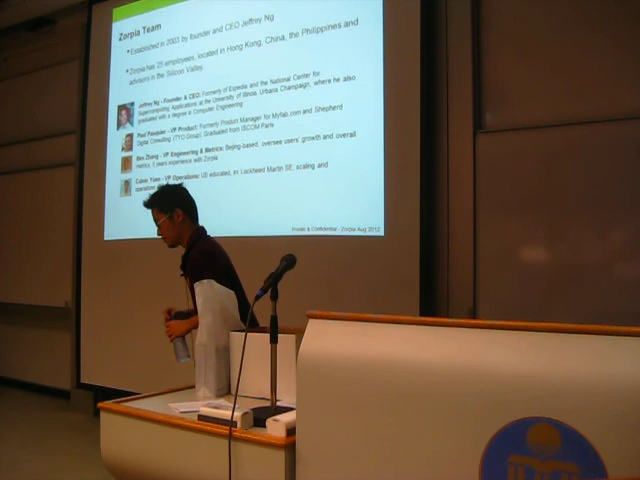 Zorpia Team
•Established in 2003 by founder and CEO Jeffrey Ng
•Zorpia has 25 employees, located in Hong Kong, China, the Philippines and
advisors in the Silicon Valley.
Jeffrey Ng - Founder & CEO: Formerly of Expedia and the National Center for
Supercomputing Applications at the University of Illinois, Urbana Champaign, where he also
graduated with a degree in Computer Engineering
Paul Pasquier - VP Product: Formerly Product Manager for Myfab.com and Shepherd
Digital Consulting (TYO Group). Graduated from ISCOM Paris
Ben Zhang - VP Engineering & Metrics: Beijing-based, oversee users' growth and overall
metrics, 5 years experience with Zorpia
Calvin - VP Operations: US educated, ex Lockheed Martin SE, scaling and
operations
Private & Confidential - Zorpia Aug 2012